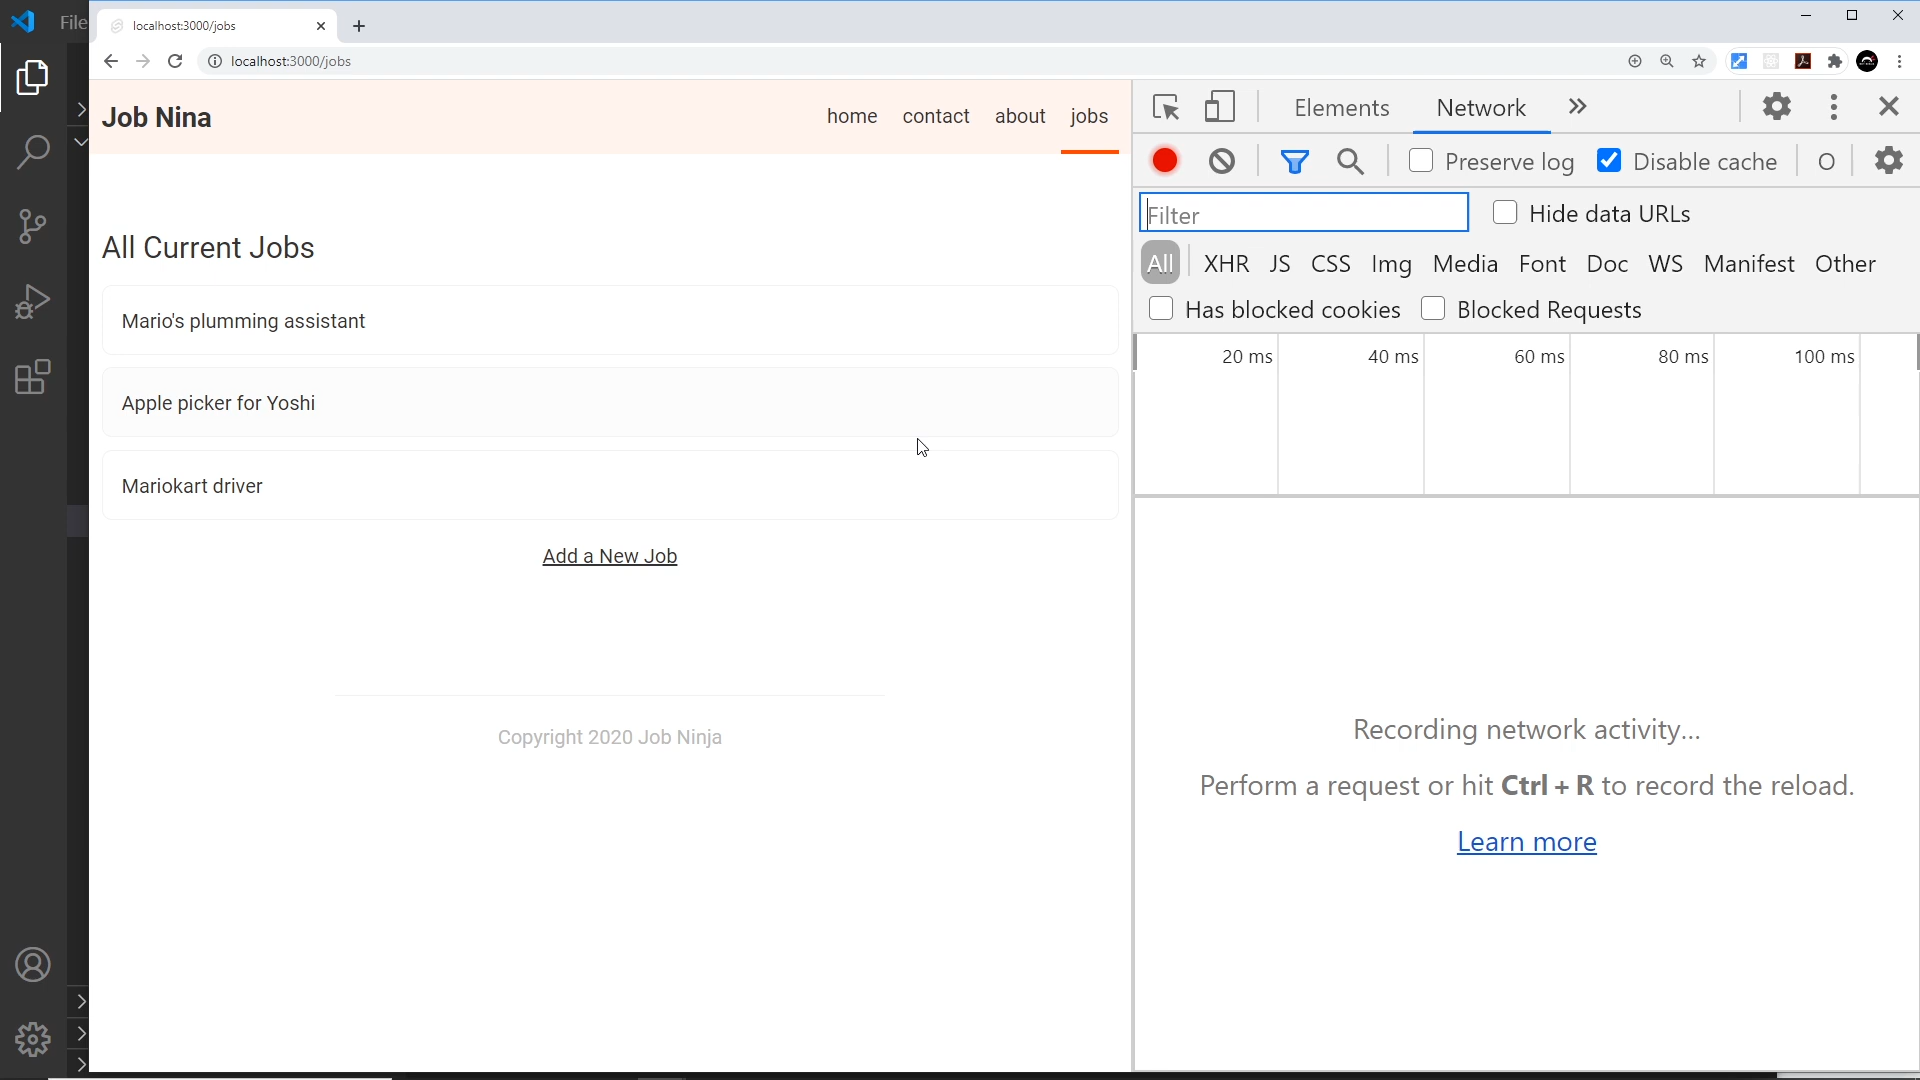 File
localhost:3000/jobs
localhost:3000/jobs
Job Nina
home contact about jobs
All Current Jobs
Mario's plumming assistant
Apple picker for Yoshi
Mariokart driver
Add a New Job
Copyright 2020 Job Ninja
Elements Network
Preserve log Disable cache O
Filter Hide data URLs
All XHR JS CSS Img Media Font Doc WS Manifest Other
Has blocked cookies Blocked Requests
20 ms 40 ms 60 ms 80 ms 100 ms
Recording network activity...
Perform a request or hit Ctrl + R to record the reload.
Learn more